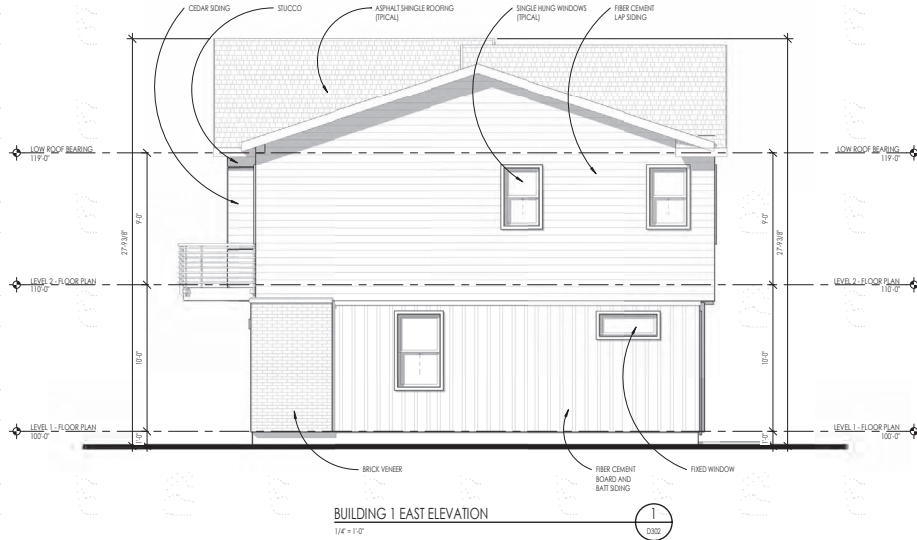 CEDAR SIDING
STUCCO
ASPHALT SHINGLE ROOFING
(TPICAL)
SINGLE HUNG WINDOWS
(TPICAL)
FIBER CEMENT
LAP SIDING
LOW ROOF BEARING
119'-0"
LOW ROOF BEARING
119'-0"
27'-9 3/8"
9'-0"
9'-0"
27'-9 3/8"
LEVEL 2 - FLOOR PLAN
110'-0"
LEVEL 2 - FLOOR PLAN
110'-0"
10'-0"
10'-0"
LEVEL 1 - FLOOR PLAN
100'-0"
LEVEL 1 - FLOOR PLAN
100'-0"
1'-0"
1'-0"
BRICK VENEER
FIBER CEMENT
BOARD AND
BATT SIDING
FIXED WINDOW
BUILDING 1 EAST ELEVATION
1/4" = 1'-0"
1
D302